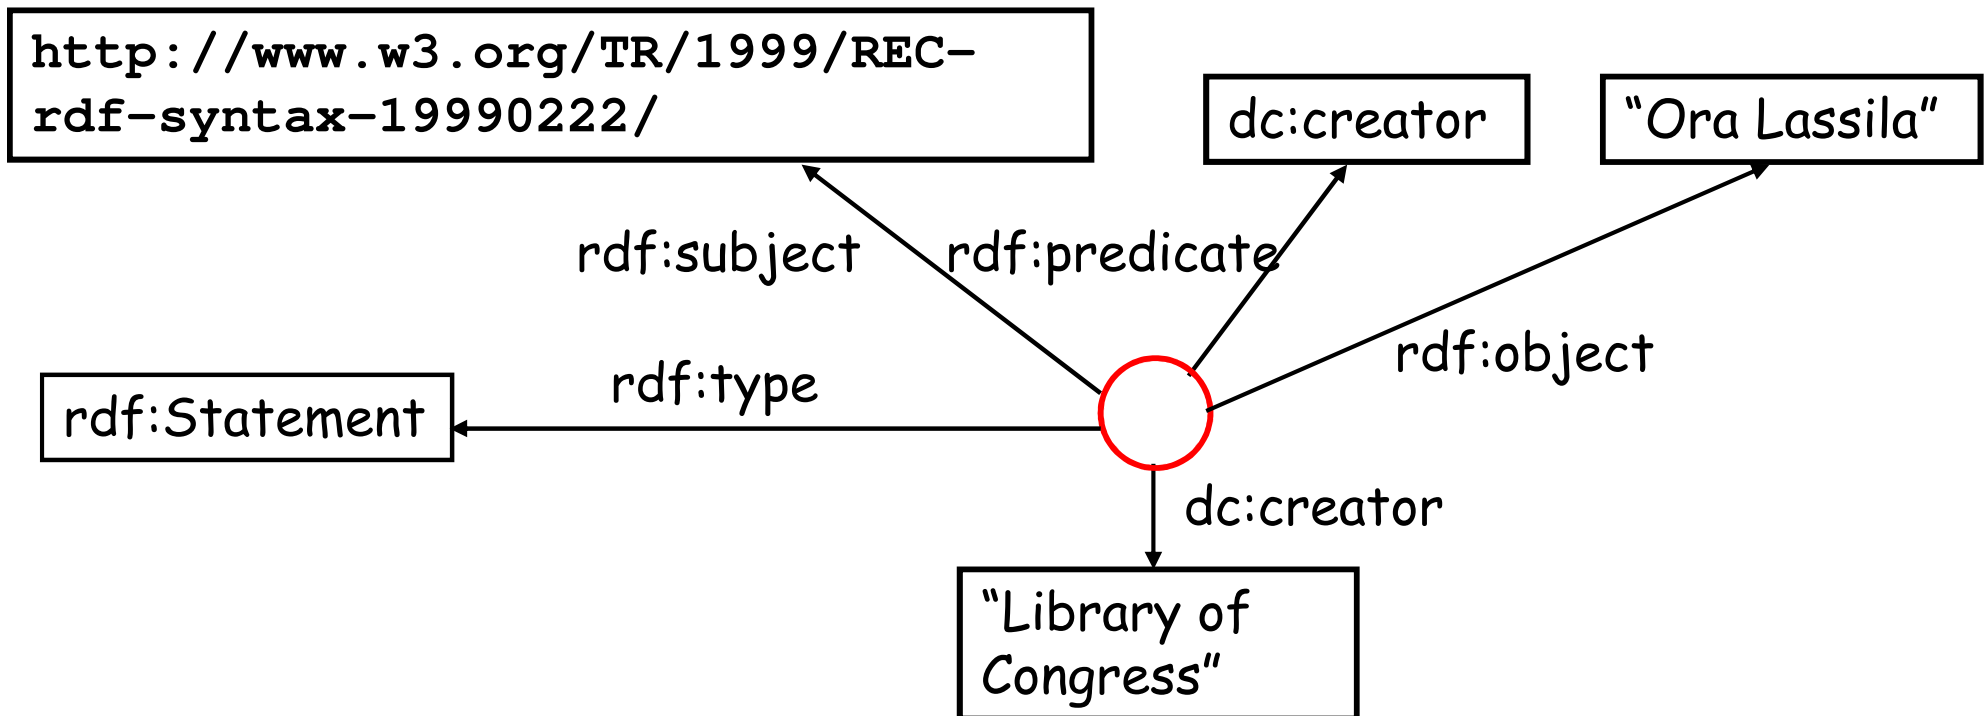 http://www.w3.org/TR/1999/REC-
rdf-syntax-19990222/
dc:creator
“Ora Lassila”
rdf:subject
rdf:predicate
rdf:object
rdf:type
rdf:Statement
dc:creator
“Library of
Congress”